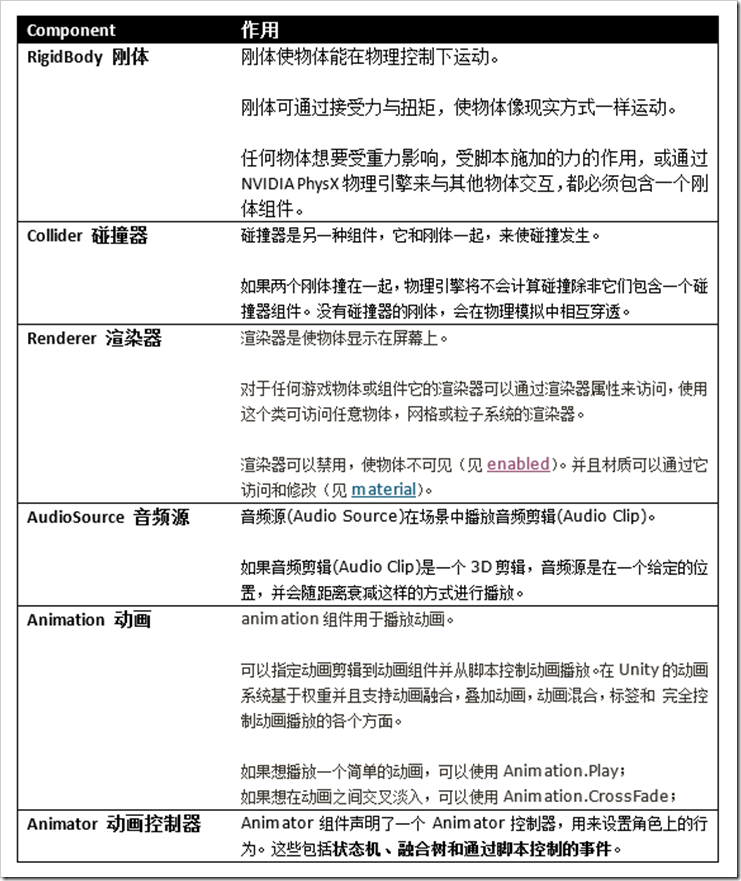 Component 作用
RigidBody 刚体 刚体使物体能在物理控制下运动。
刚体可通过接受力与扭矩，使物体像现实方式一样运动。
任何物体想要受重力影响，受脚本施加的力的作用，或通过
NVIDIA PhysX 物理引擎来与其他物体交互，都必须包含一个刚
体组件。
Collider 碰撞器 碰撞器是另一种组件，它和刚体一起，来使碰撞发生。
如果两个刚体撞在一起，物理引擎将不会计算碰撞除非它们包含一个碰
撞器组件。没有碰撞器的刚体，会在物理模拟中相互穿透。
Renderer 渲染器 渲染器是使物体显示在屏幕上。
对于任何游戏物体或组件它的渲染器可以通过渲染器属性来访问，使用
这个类可访问任意物体，网格或粒子系统的渲染器。
渲染器可以禁用，使物体不可见（见 enabled）。并且材质可以通过它
访问和修改（见 material）。
AudioSource 音频源 音频源(Audio Source)在场景中播放音频剪辑(Audio Clip)。
如果音频剪辑(Audio Clip)是一个 3D 剪辑，音频源是在一个给定的位
置，并会随距离衰减这样的方式进行播放。
Animation 动画 animation 组件用于播放动画。
可以指定动画剪辑到动画组件并从脚本控制动画播放。在 Unity 的动画
系统基于权重并且支持动画融合，叠加动画，动画混合，标签和 完全控
制动画播放的各个方面。
如果想播放一个简单的动画，可以使用 Animation.Play；
如果想在动画之间交叉淡入，可以使用 Animation.CrossFade；
Animator 动画控制器 Animator 组件声明了一个 Animator 控制器，用来设置角色上的行
为。这些包括状态机、融合树和通过脚本控制的事件。